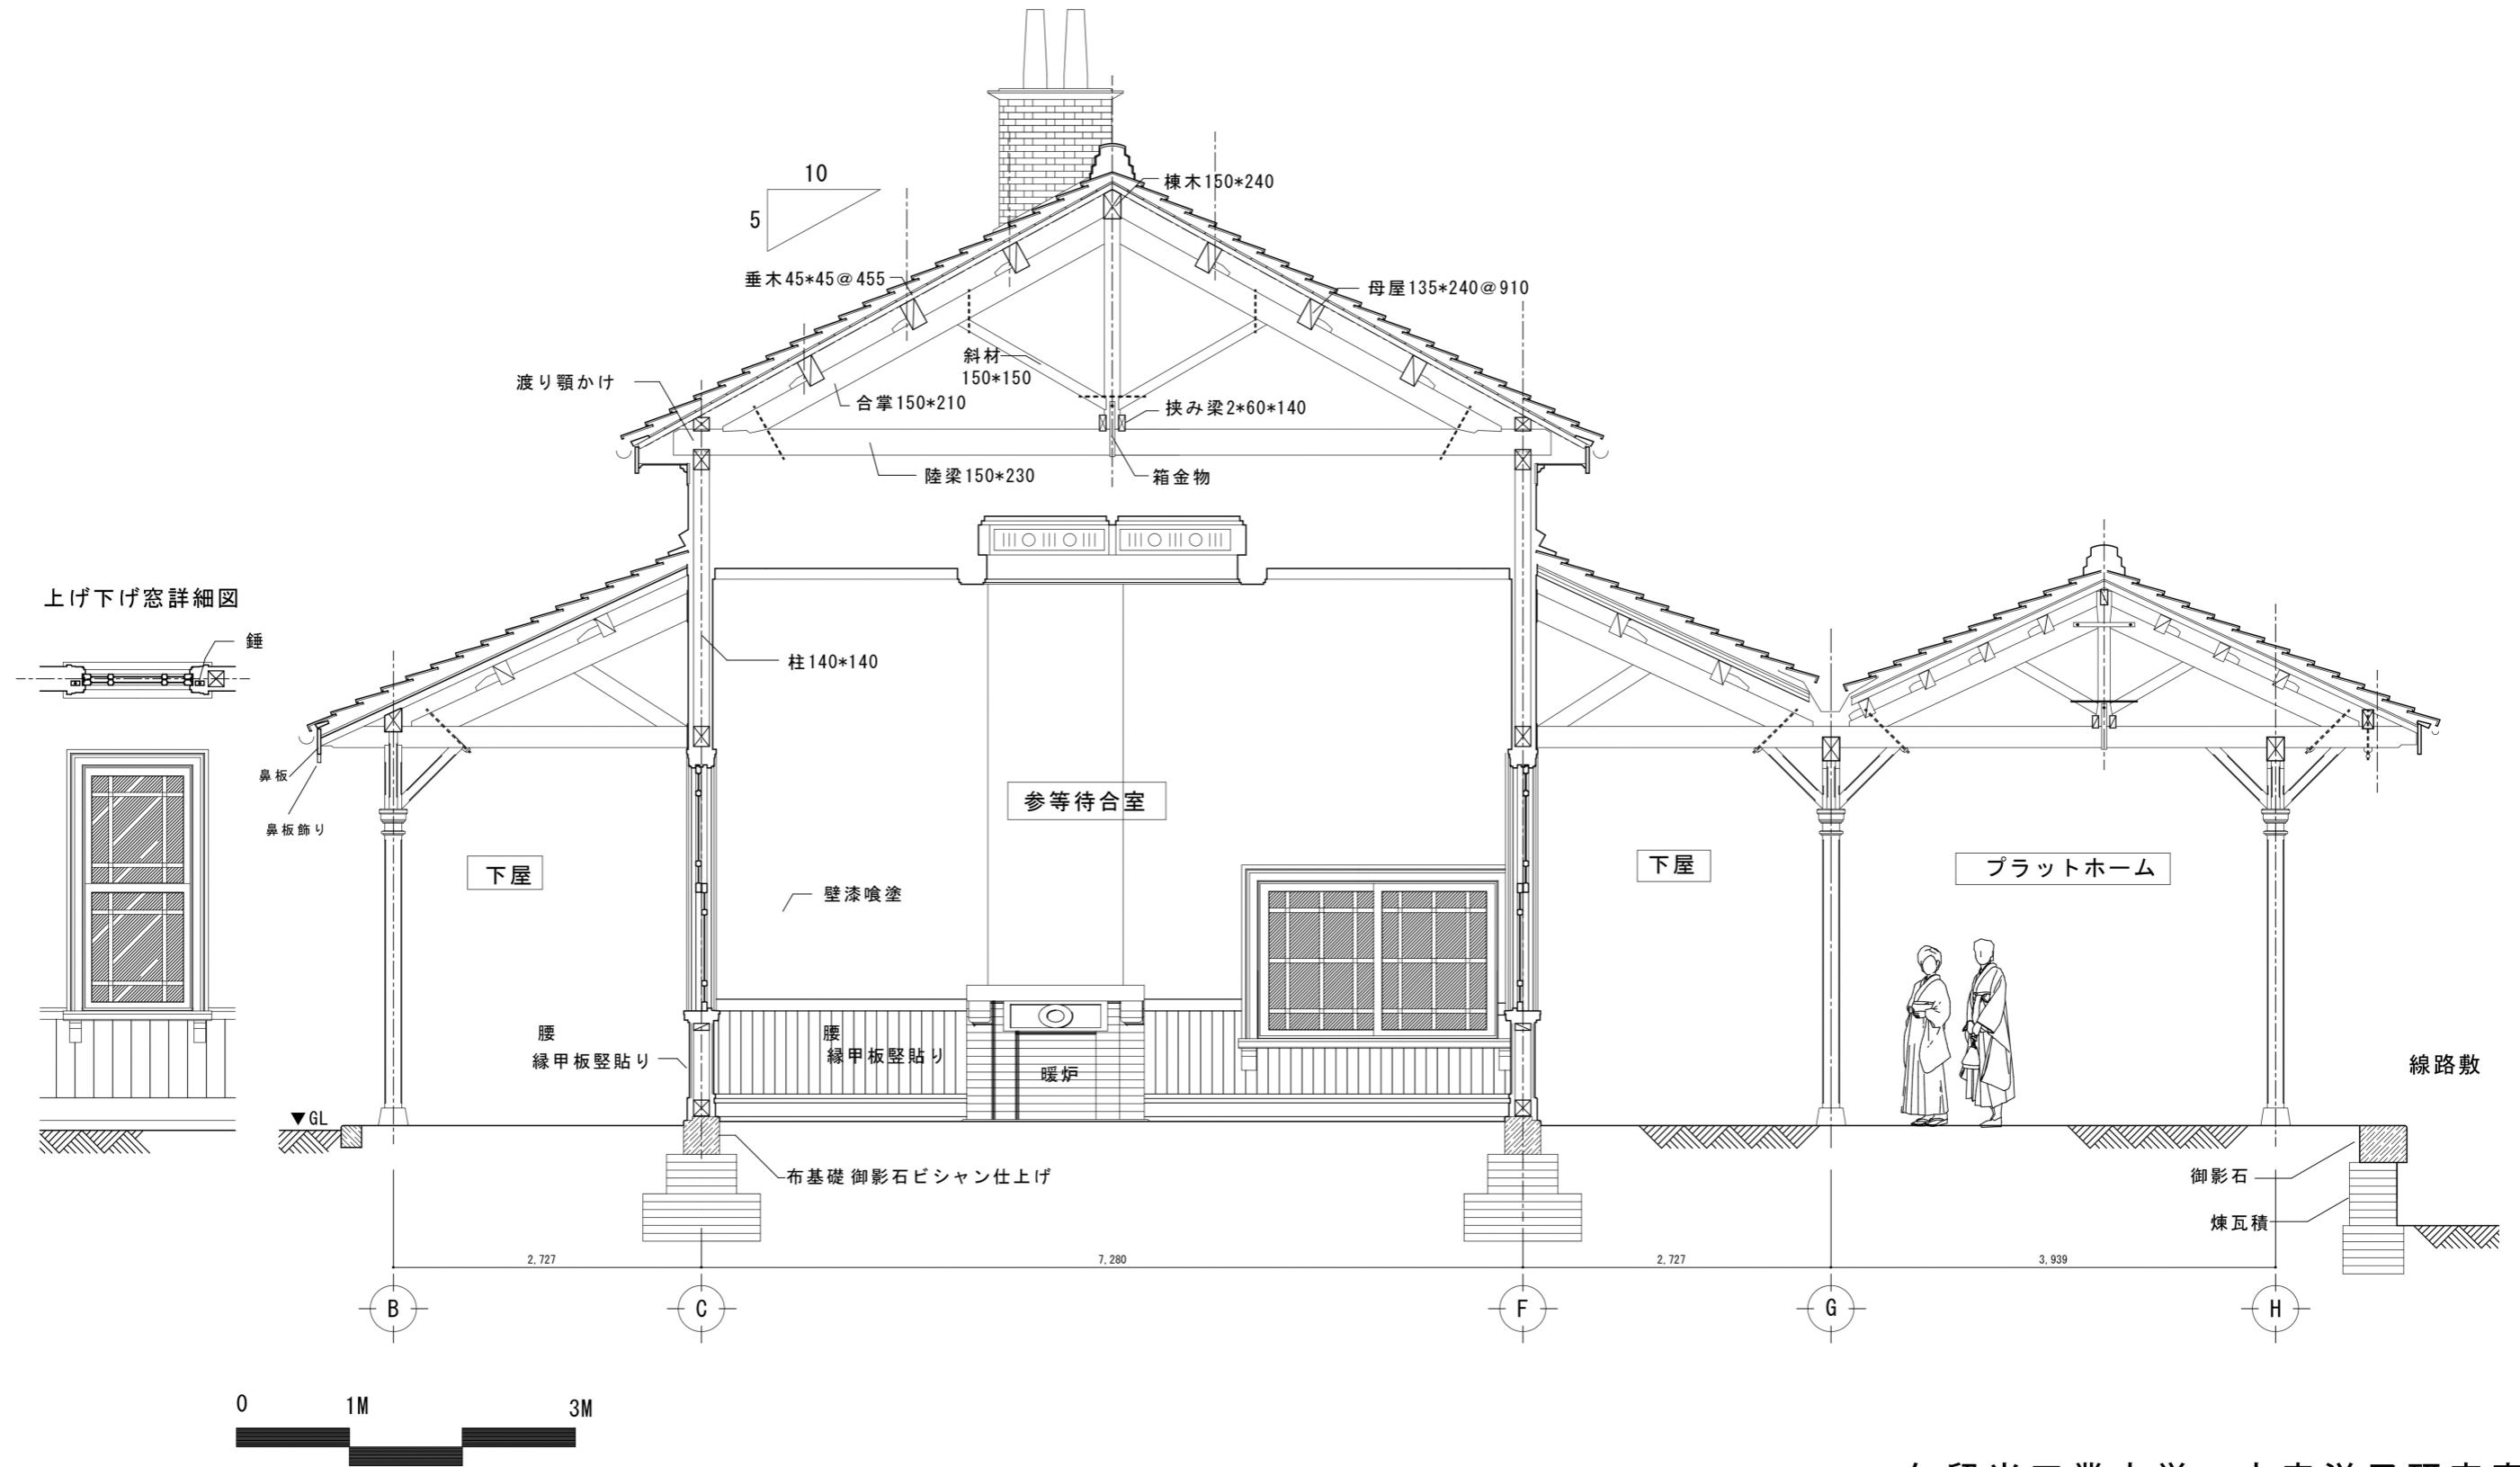 10
5
棟木150*240
垂木45*45@455
母屋135*240@910
斜材
150*150
渡り顎かけ
合掌150*210
挟み梁2*60*140
陸梁150*230
箱金物
上げ下げ窓詳細図
錘
柱140*140
鼻板
鼻板飾り
参等待合室
下屋
下屋
プラットホーム
壁漆喰塗
腰
縁甲板竪貼り
腰
縁甲板竪貼り
暖炉
線路敷
▼GL
布基礎 御影石ビシャン仕上げ
御影石
煉瓦積
2,727
7,280
2,727
3,939
B
C
F
G
H
0
1M
3M